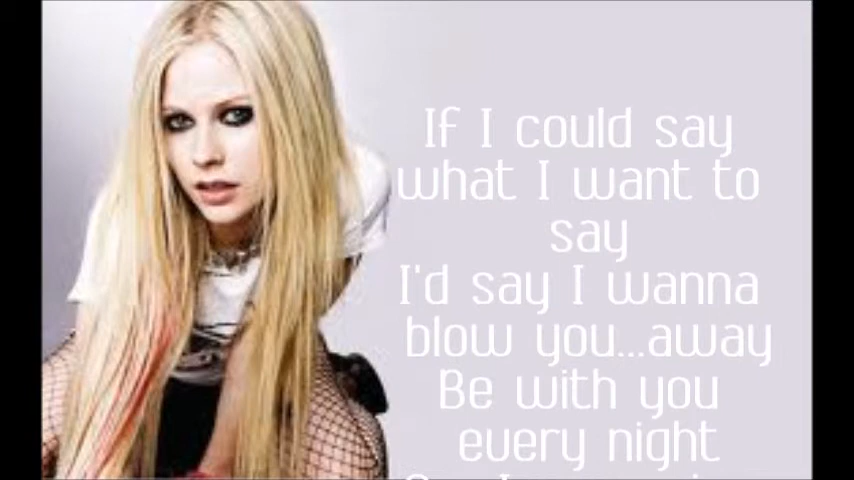 If I could say
what I want to
say
I'd say I wanna
blow you...away
Be with you
every night